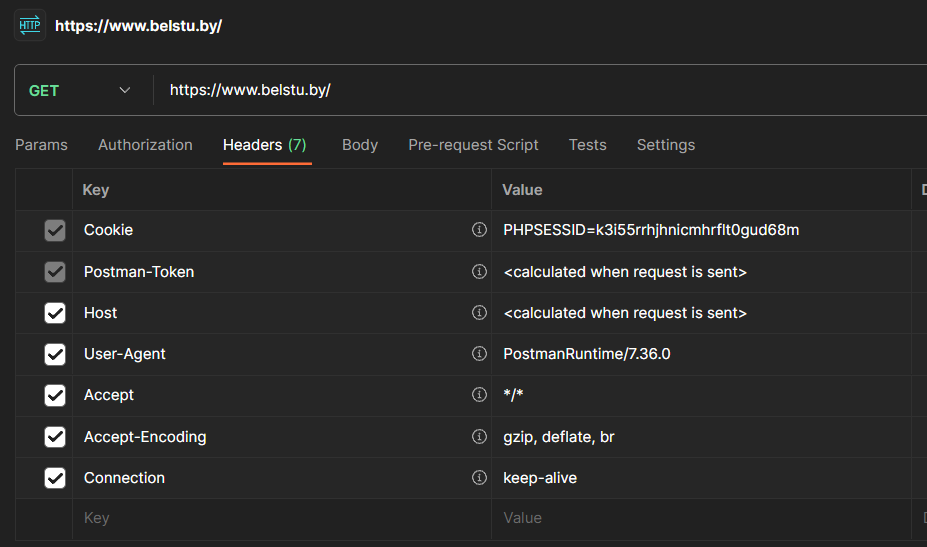 HTTP https://www.belstu.by/
GET https://www.belstu.by/
Params Authorization Headers (7) Body Pre-request Script Tests Settings
Key Value D
Cookie PHPSESSID=k3i55rrhjhnicmhrflt0gud68m
Postman-Token <calculated when request is sent>
Host <calculated when request is sent>
User-Agent PostmanRuntime/7.36.0
Accept */*
Accept-Encoding gzip, deflate, br
Connection keep-alive
Key Value D